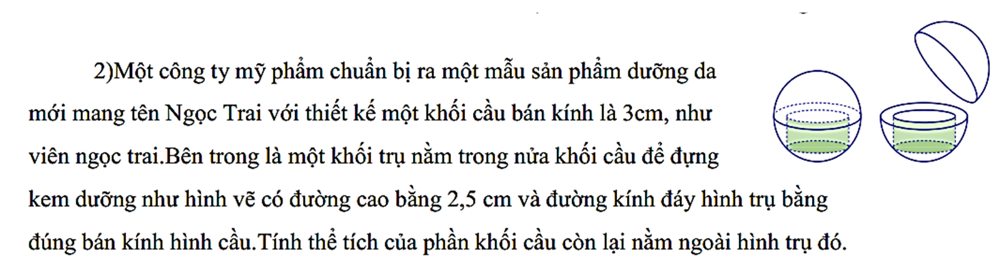 2)Một công ty mỹ phẩm chuẩn bị ra một mẫu sản phẩm dưỡng da
mới mang tên Ngọc Trai với thiết kế một khối cầu bán kính là 3cm, như
viên ngọc trai.Bên trong là một khối trụ nằm trong nửa khối cầu để đựng
kem dưỡng như hình vẽ có đường cao bằng 2,5 cm và đường kính đáy hình trụ bằng
đúng bán kính hình cầu.Tính thể tích của phần khối cầu còn lại nằm ngoài hình trụ đó.